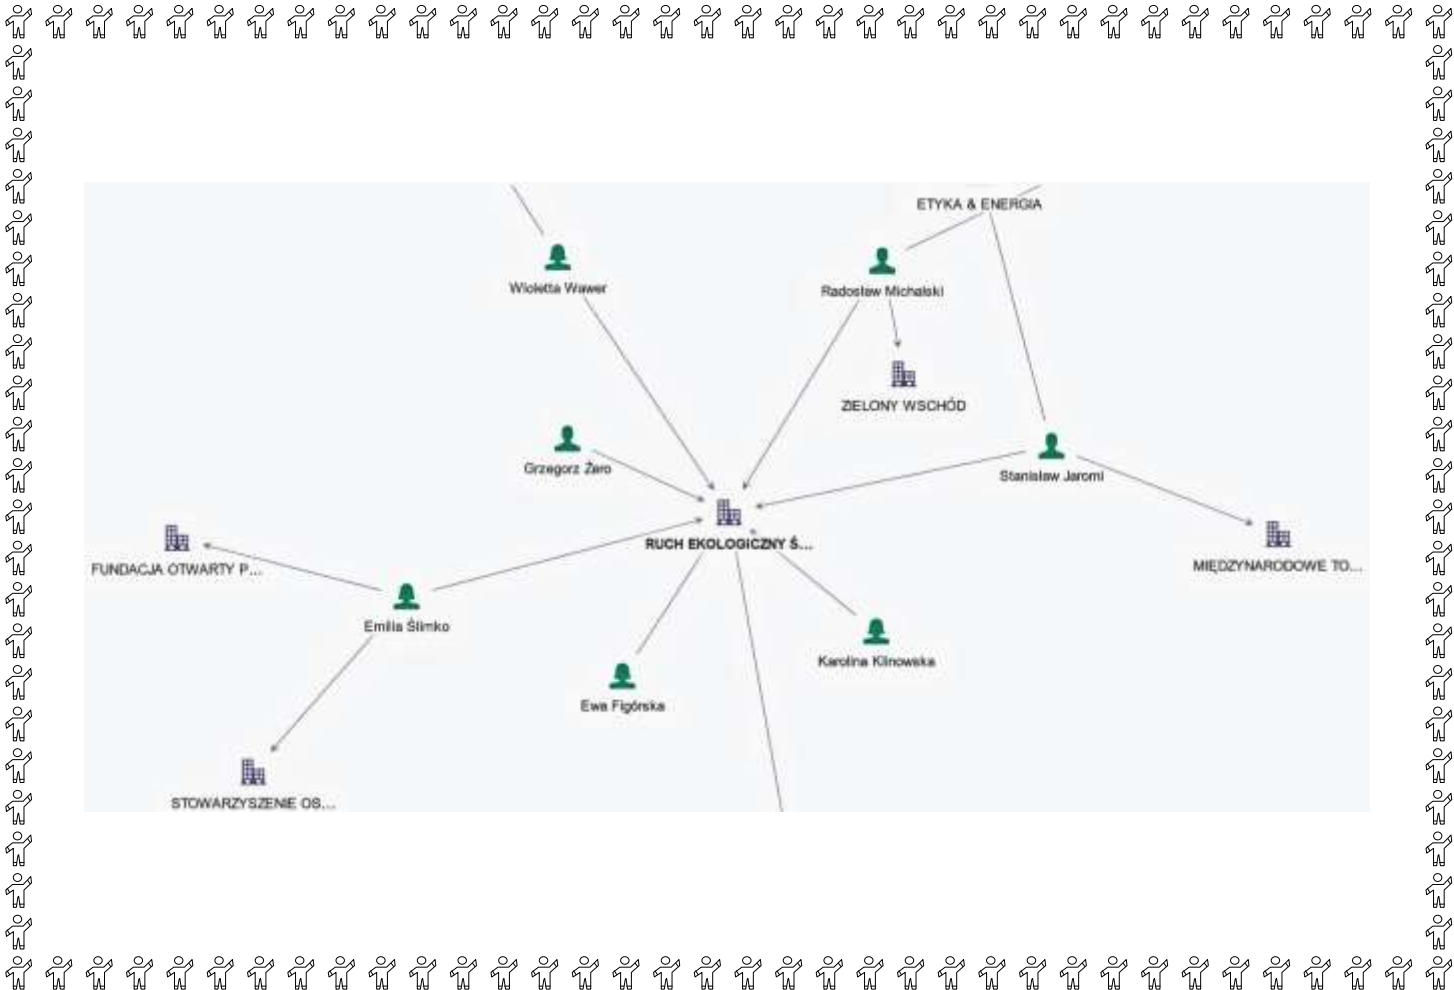 ETYKA & ENERGIA
Wioletta Wawer
Radosław Michalski
ZIELONY WSCHÓD
Grzegorz Żero
Stanisław Jaromi
RUCH EKOLOGICZNY Ś...
FUNDACJA OTWARTY P...
MIĘDZYNARODOWE TO...
Emilia Ślimko
Karolina Klinowska
Ewa Figórska
STOWARZYSZENIE OS...